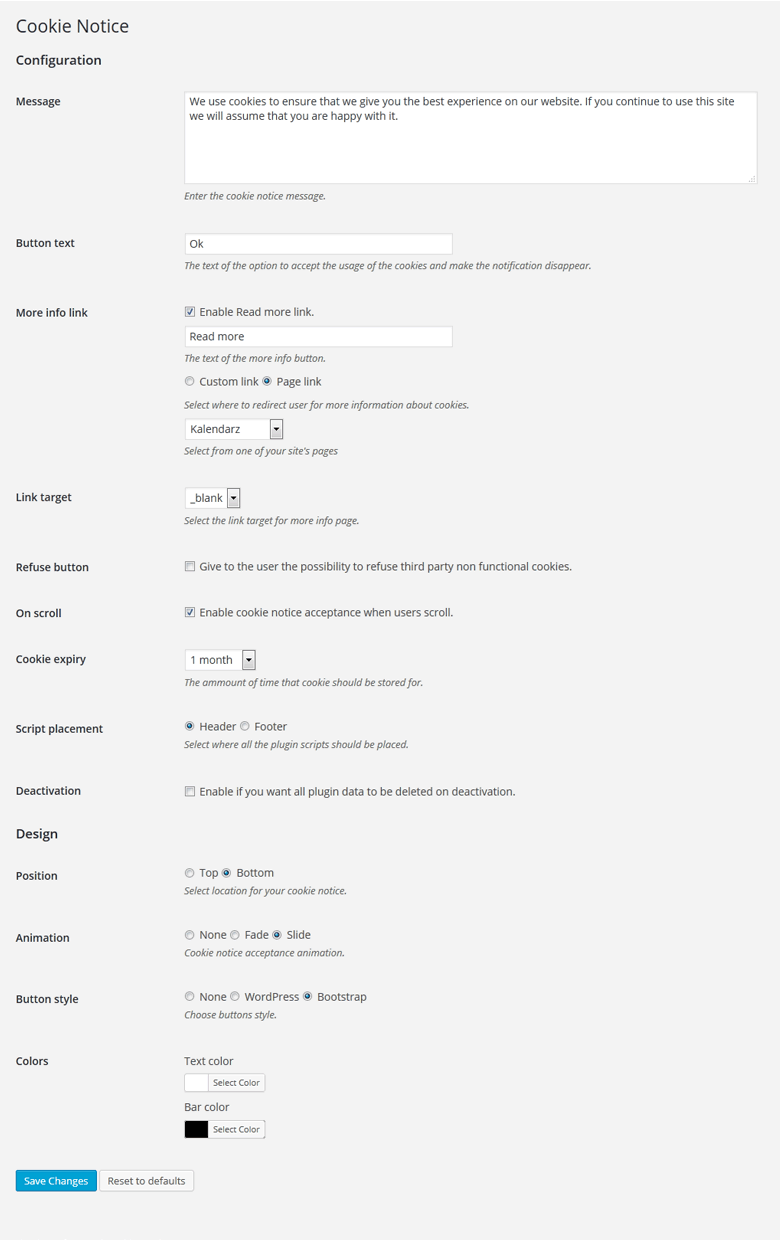 Cookie Notice
Configuration
Message
We use cookies to ensure that we give you the best experience on our website. If you continue to use this site
we will assume that you are happy with it.
Enter the cookie notice message.
Button text
Ok
The text of the option to accept the usage of the cookies and make the notification disappear.
More info link
Enable Read more link.
Read more
The text of the more info button.
Custom link Page link
Select where to redirect user for more information about cookies.
Kalendarz
Select from one of your site's pages
Link target
_blank
Select the link target for more info page.
Refuse button
Give to the user the possibility to refuse third party non functional cookies.
On scroll
Enable cookie notice acceptance when users scroll.
Cookie expiry
1 month
The ammount of time that cookie should be stored for.
Script placement
Header Footer
Select where all the plugin scripts should be placed.
Deactivation
Enable if you want all plugin data to be deleted on deactivation.
Design
Position
Top Bottom
Select location for your cookie notice.
Animation
None Fade Slide
Cookie notice acceptance animation.
Button style
None WordPress Bootstrap
Choose buttons style.
Colors
Text color
Select Color
Bar color
Select Color
Save Changes Reset to defaults